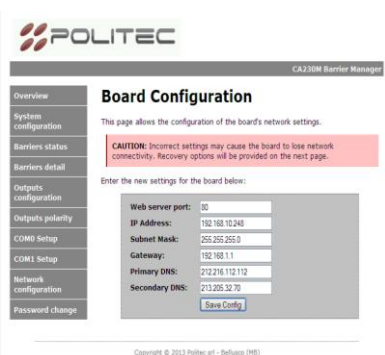 POLITEC
CA230M Barrier Manager
Overview
System
configuration
Barriers status
Barriers detail
Outputs
configuration
Outputs polarity
COM0 Setup
COM1 Setup
Network
configuration
Password change
Board Configuration
This page allows the configuration of the board's network settings.
CAUTION: Incorrect settings may cause the board to lose network
connectivity. Recovery options will be provided on the next page.
Enter the new settings for the board below:
Web server port: 80
IP Address: 192.168.10.248
Subnet Mask: 255.255.255.0
Gateway: 192.168.1.1
Primary DNS: 212.216.112.112
Secondary DNS: 213.205.32.70
Save Config
Copyright © 2013 Politec srl - Bellusco (MB)